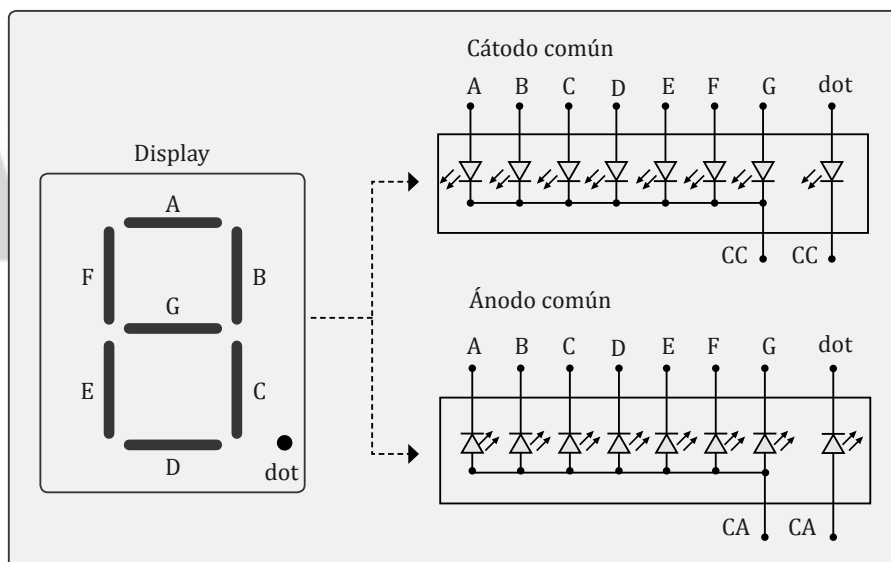 Cátodo común
A B C D E F G dot
CC CC
Display
A
F B
G
E C
D
dot
Ánodo común
A B C D E F G dot
CA CA